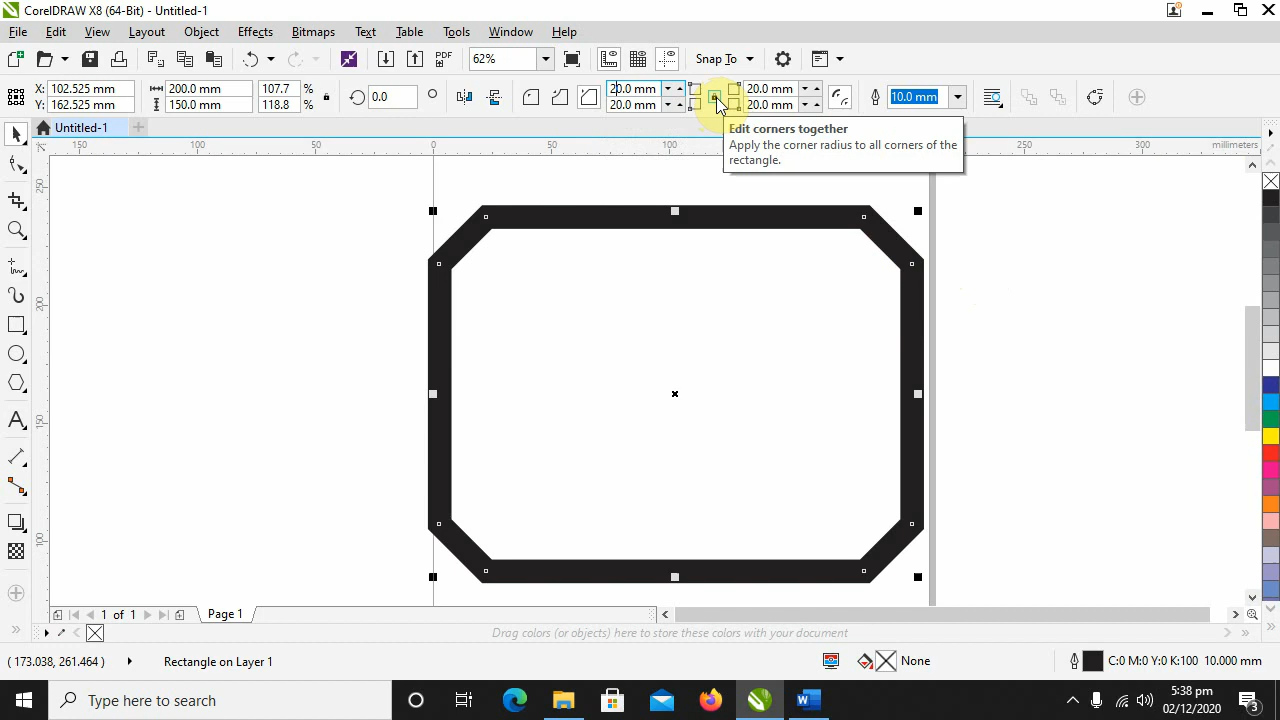 CorelDRAW X8 (64-Bit) - Untitled-1
File Edit View Layout Object Effects Bitmaps Text Table Tools Window Help
PDF 62% Snap To
X: 102.525 mm 200.0 mm 107.7 % 0.0 20.0 mm 20.0 mm 10.0 mm
Y: 162.525 mm 150.0 mm 118.8 % 20.0 mm 20.0 mm
Untitled-1
Edit corners together
Apply the corner radius to all corners of the
rectangle.
150 100 50 0 50 100 250 millimeters
250
200
150
100
1 of 1 Page 1
Drag colors (or objects) here to store these colors with your document
( 173.038, 261.464 ) Rectangle on Layer 1 None C:0 M:0 Y:0 K:100 10.000 mm
Type here to search
5:38 pm
02/12/2020
3